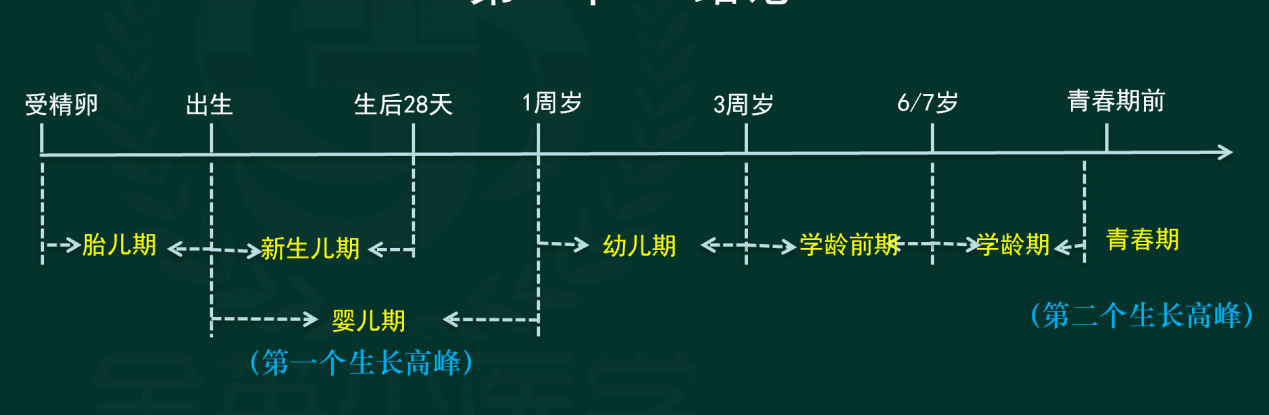 受精卵 出生 生后28天 1周岁 3周岁 6/7岁 青春期前
胎儿期 新生儿期 幼儿期 学龄前期 学龄期 青春期
婴儿期 (第二个生长高峰)
(第一个生长高峰)